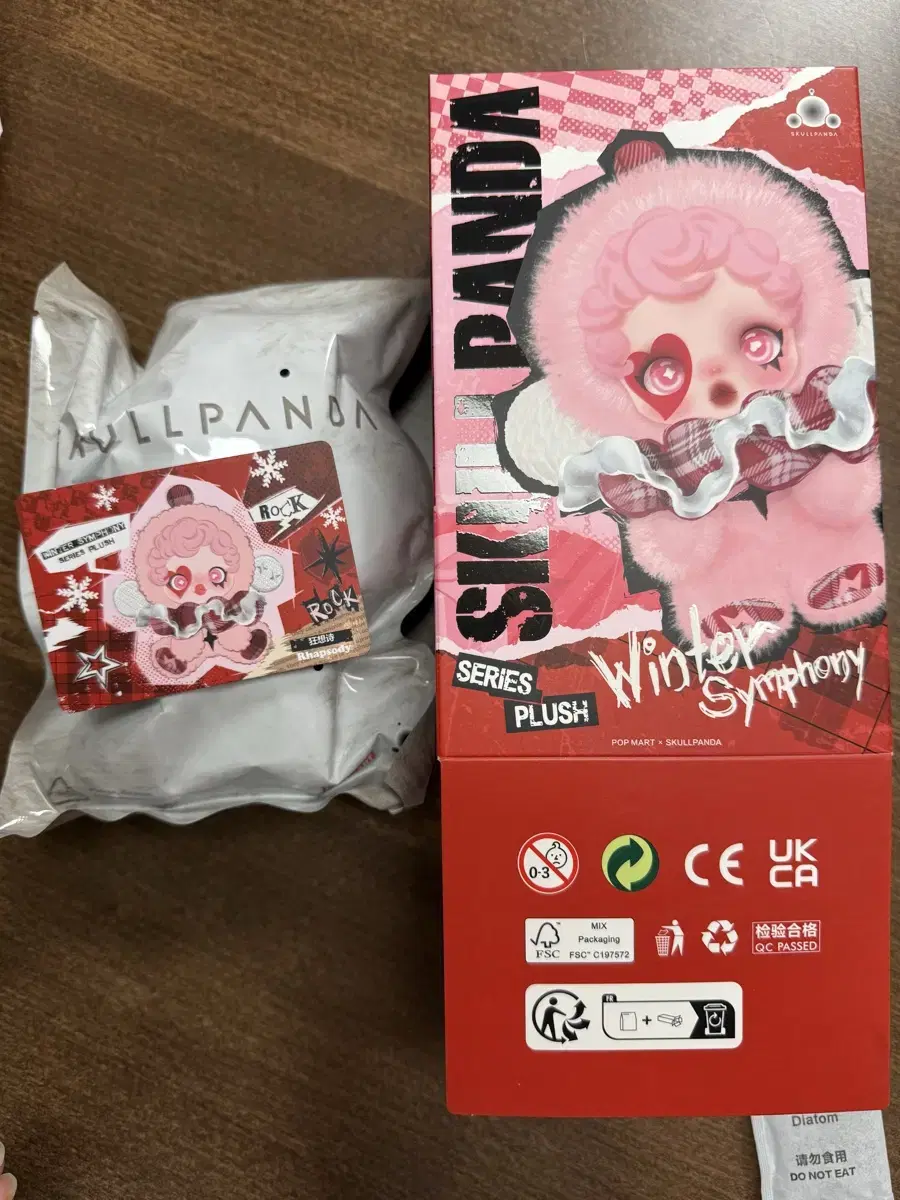 SKULLPANDA
SKULLPANDA
SERIES
PLUSH
Winter
Symphony
POP MART × SKULLPANDA
SKULLPANDA
WINTER SYMPHONY
SERIES PLUSH
ROCK
ROCK
狂想诗
Rhapsody
0-3
CE
UK
CA
FSC™
MIX
Packaging
FSC™ C197572
检验合格
QC PASSED
FR
+
Diatom
请勿食用
DO NOT EAT